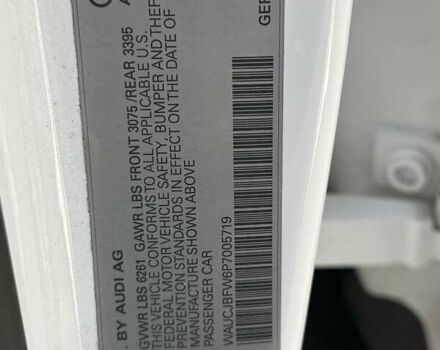 . BY AUDI AG
GVWR LBS 6261 GAWR LBS FRONT 3075 /REAR 3395
THIS VEHICLE CONFORMS TO ALL APPLICABLE U.S.
FEDERAL MOTOR VEHICLE SAFETY, BUMPER AND THEFT
PREVENTION STANDARDS IN EFFECT ON THE DATE OF
MANUFACTURE SHOWN ABOVE
PASSENGER CAR
WAUCJBFW6P7005719
GER